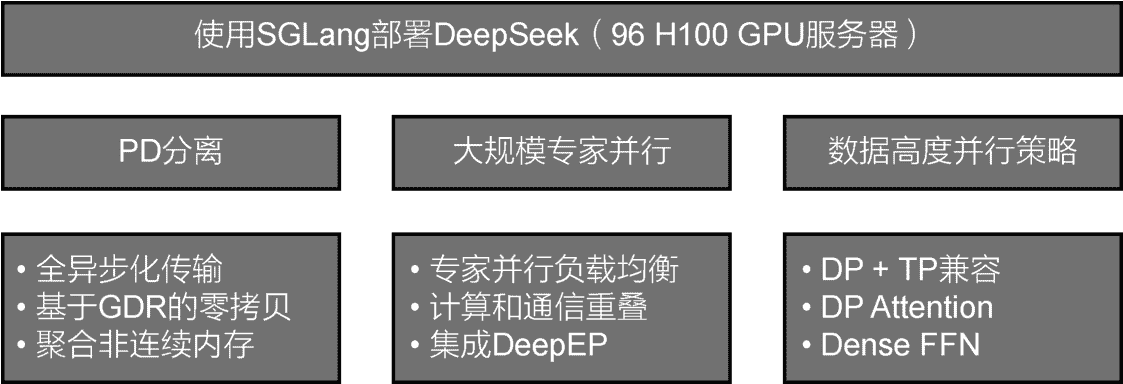 使用SGLang部署DeepSeek（96 H100 GPU服务器）
PD分离
大规模专家并行
数据高度并行策略
• 全异步化传输
• 基于GDR的零拷贝
• 聚合非连续内存
• 专家并行负载均衡
• 计算和通信重叠
• 集成DeepEP
• DP + TP兼容
• DP Attention
• Dense FFN